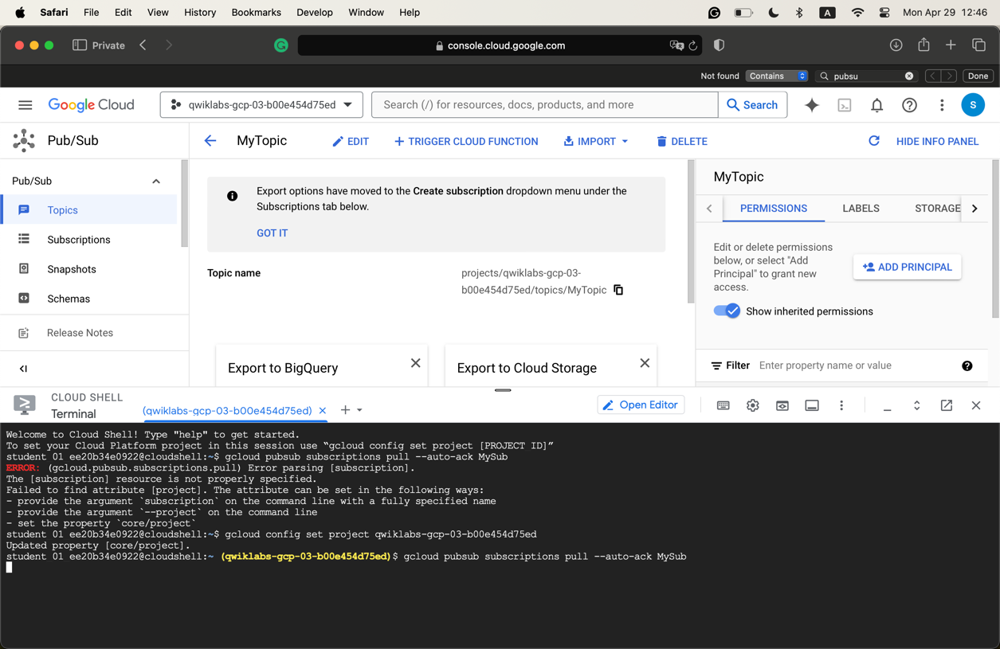 Safari File Edit View History Bookmarks Develop Window Help A Mon Apr 29 12:46
Private console.cloud.google.com
Not found Contains pubsu Done
Google Cloud qwiklabs-gcp-03-b00e454d75ed Search (/) for resources, docs, products, and more Search S
Pub/Sub MyTopic EDIT TRIGGER CLOUD FUNCTION IMPORT DELETE HIDE INFO PANEL
Pub/Sub
Topics
Subscriptions
Snapshots
Schemas
Release Notes
Export options have moved to the Create subscription dropdown menu under the
Subscriptions tab below.
GOT IT
Topic name
projects/qwiklabs-gcp-03-
b00e454d75ed/topics/MyTopic
Export to BigQuery
Export to Cloud Storage
MyTopic
PERMISSIONS LABELS STORAGE
Edit or delete permissions
below, or select "Add
Principal" to grant new
access.
ADD PRINCIPAL
Show inherited permissions
Filter Enter property name or value
CLOUD SHELL
Terminal (qwiklabs-gcp-03-b00e454d75ed) Open Editor
Welcome to Cloud Shell! Type "help" to get started.
To set your Cloud Platform project in this session use “gcloud config set project [PROJECT ID]”
student 01 ee20b34e0922@cloudshell:~$ gcloud pubsub subscriptions pull --auto-ack MySub
ERROR: (gcloud.pubsub.subscriptions.pull) Error parsing [subscription].
The [subscription] resource is not properly specified.
Failed to find attribute [project]. The attribute can be set in the following ways:
- provide the argument `subscription` on the command line with a fully specified name
- provide the argument `--project` on the command line
- set the property `core/project`
student 01 ee20b34e0922@cloudshell:~$ gcloud config set project qwiklabs-gcp-03-b00e454d75ed
Updated property [core/project].
student 01 ee20b34e0922@cloudshell:~ (qwiklabs-gcp-03-b00e454d75ed)$ gcloud pubsub subscriptions pull --auto-ack MySub